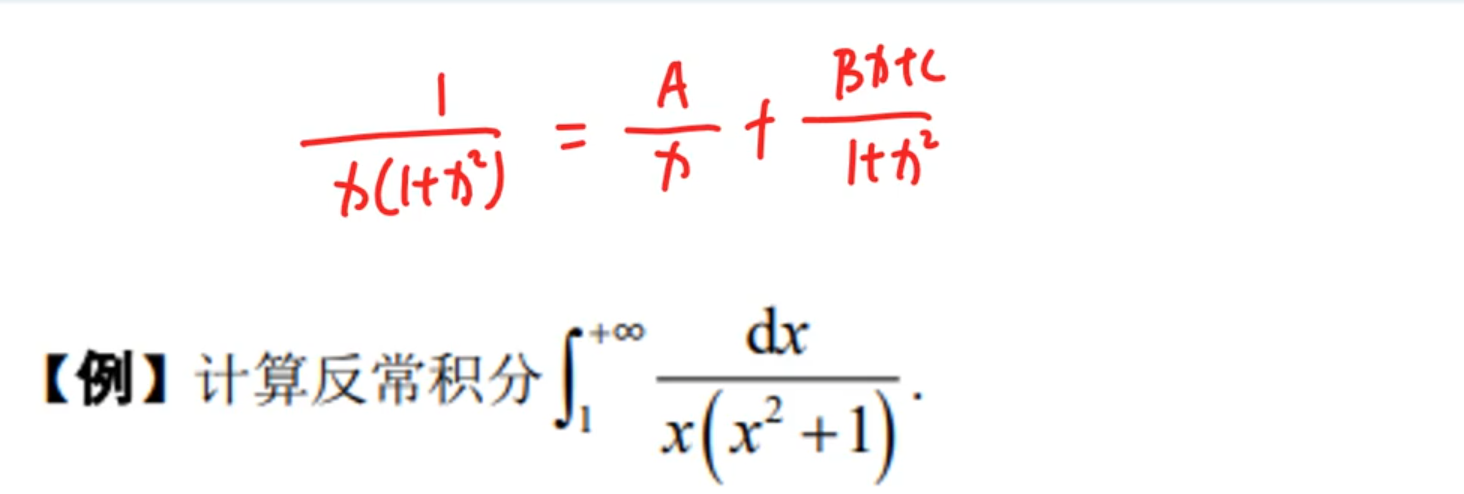 1/(x(1+x²)) = A/x + (Bx+C)/(1+x²)
【例】计算反常积分∫₁^{+∞} dx/(x(x²+1)).